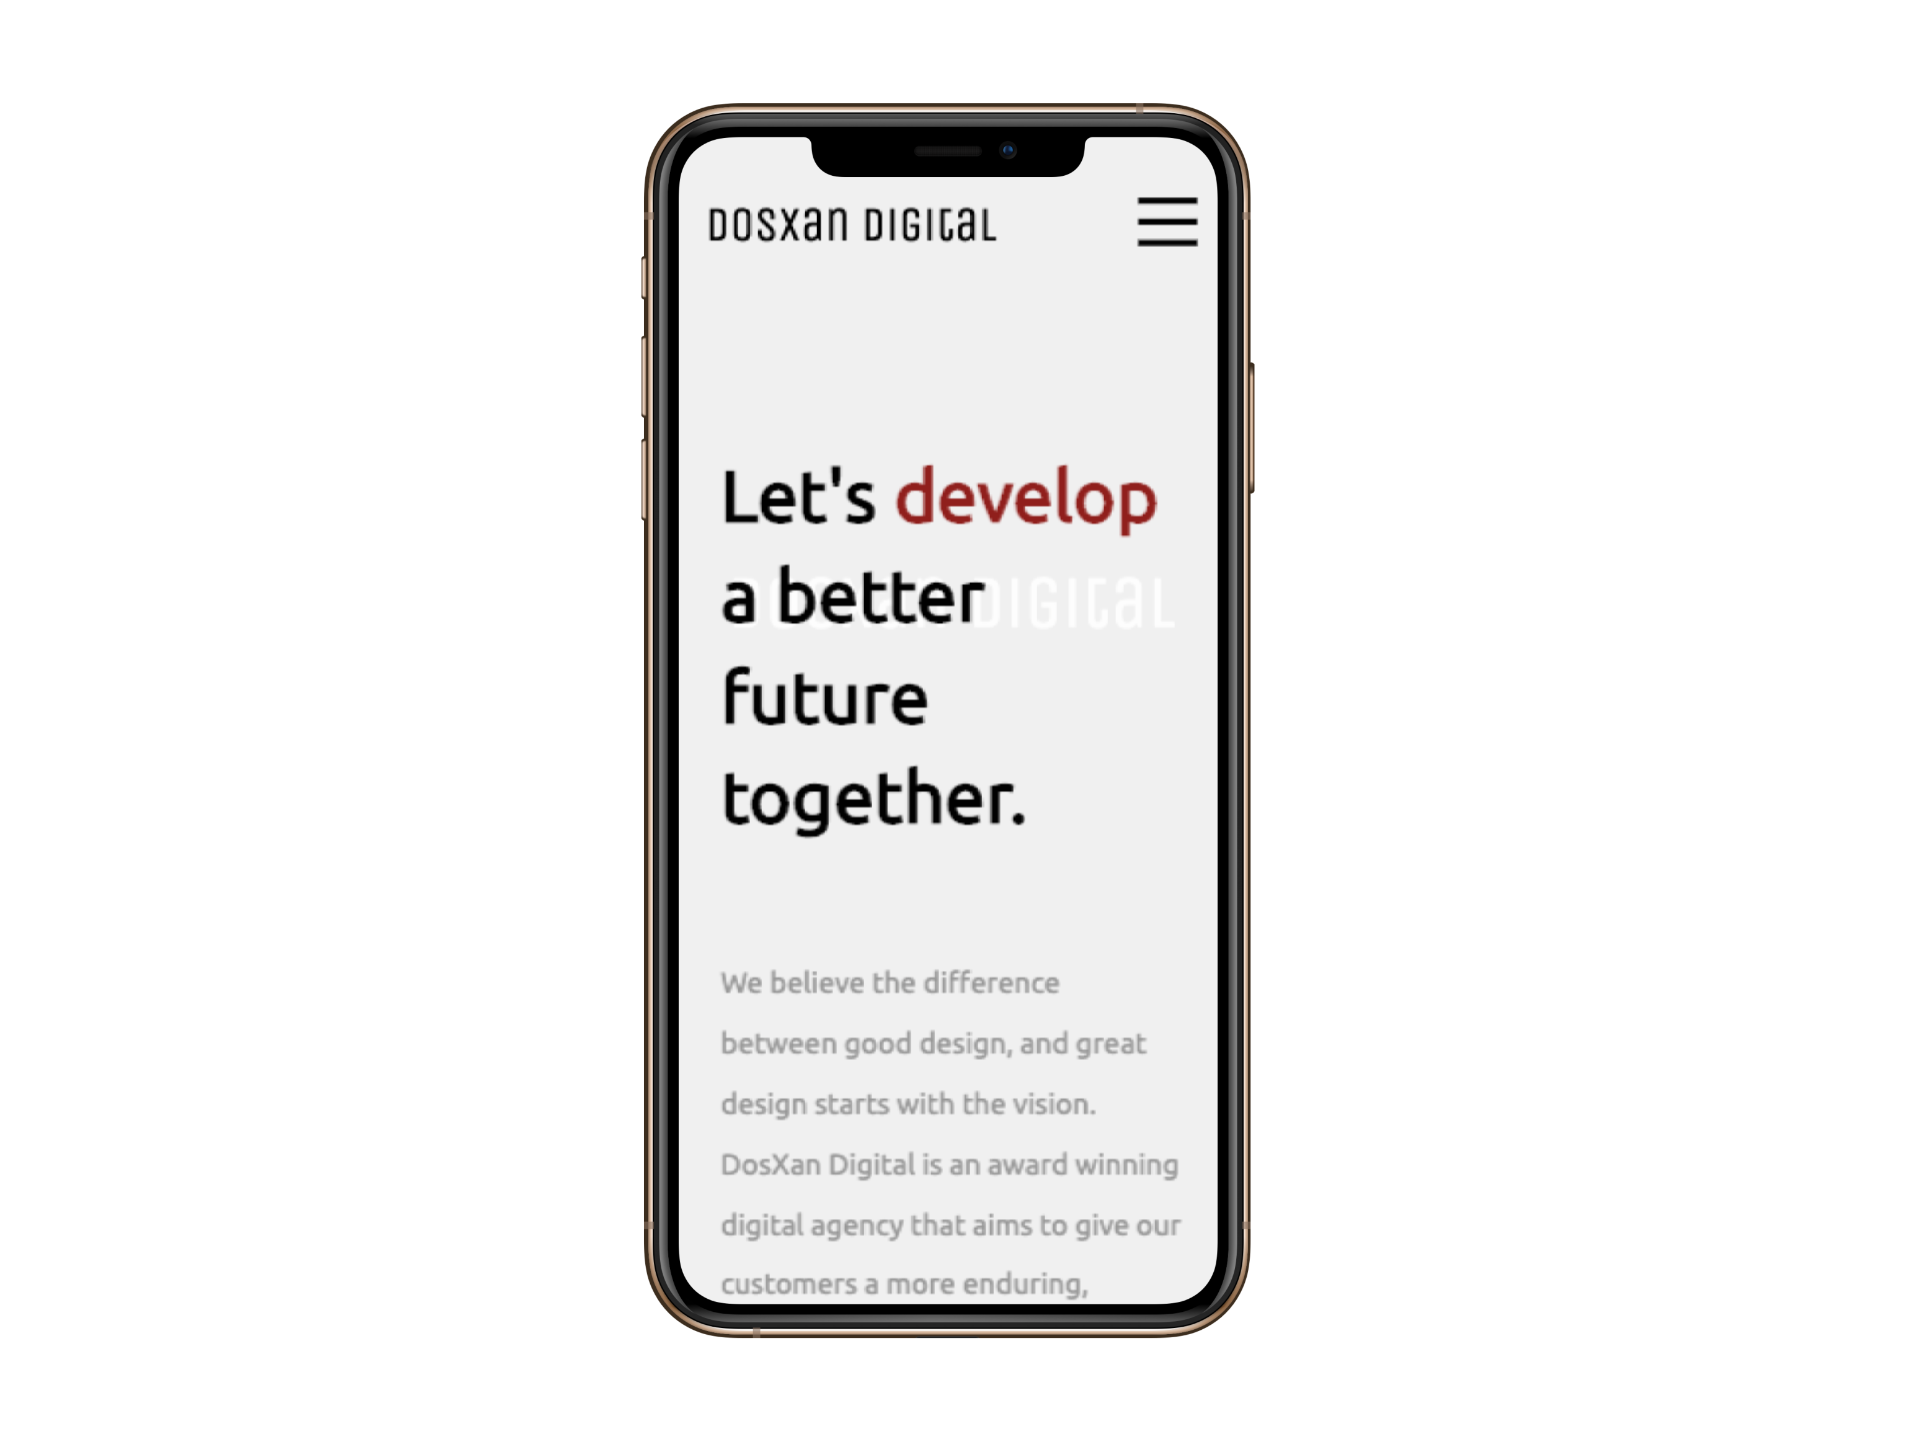 DOSXAN DIGITAL
Let's develop
a better
DIGITAL
future
together.
We believe the difference
between good design, and great
design starts with the vision.
DosXan Digital is an award winning
digital agency that aims to give our
customers a more enduring,